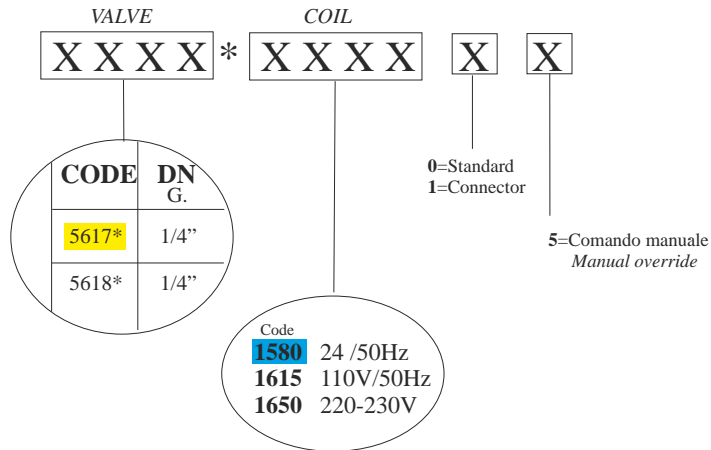 VALVE COIL
X X X X * X X X X X X
0=Standard
1=Connector
5=Comando manuale
Manual override
CODE DN
G.
5617* 1/4”
5618* 1/4”
Code
1580 24 /50Hz
1615 110V/50Hz
1650 220-230V